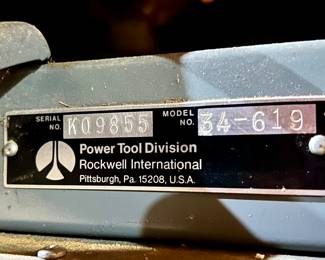 SERIAL NO. K09855 MODEL NO. 34-619
Power Tool Division
Rockwell International
Pittsburgh, Pa. 15208, U.S.A.